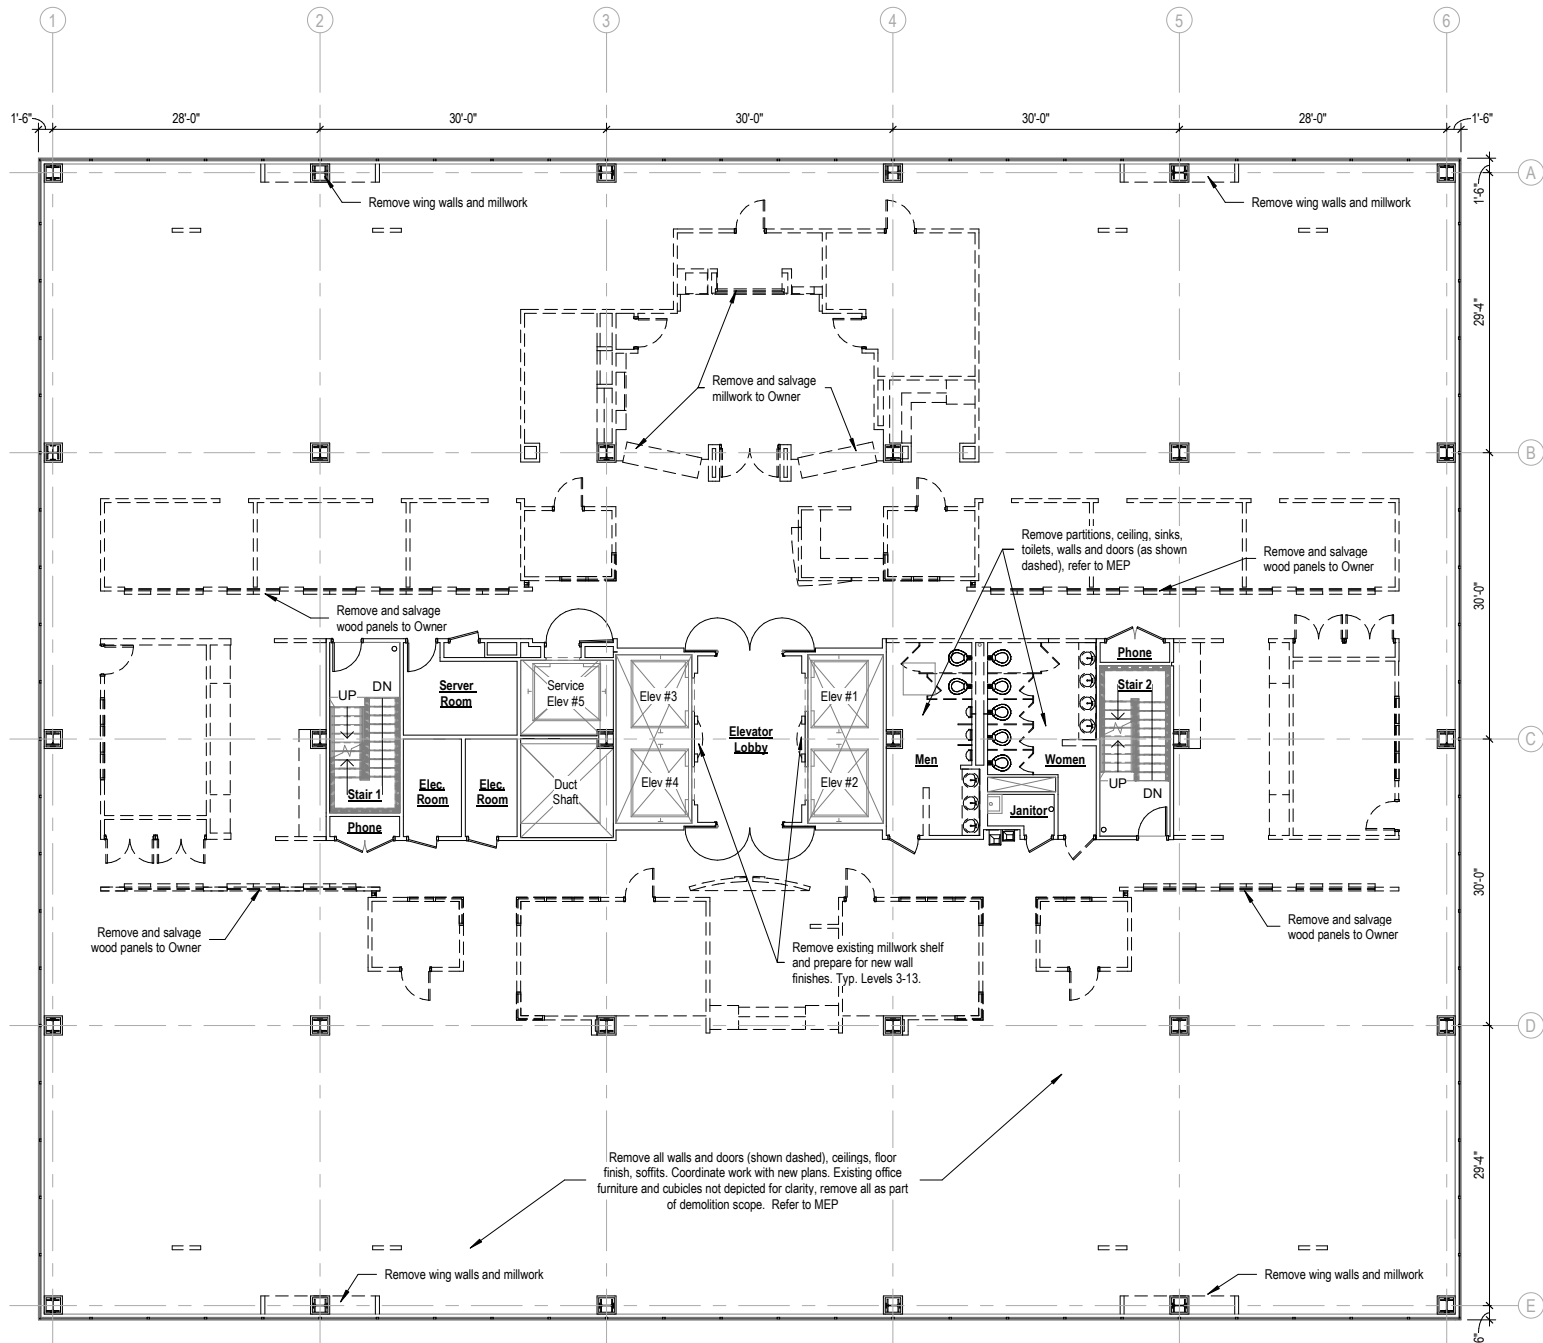 1
2
3
4
5
6
1'-6"
28'-0"
30'-0"
30'-0"
30'-0"
28'-0"
1'-6"
A
1'-6"
Remove wing walls and millwork
Remove wing walls and millwork
29'-4"
Remove and salvage
millwork to Owner
B
Remove partitions, ceiling, sinks,
toilets, walls and doors (as shown
dashed), refer to MEP
Remove and salvage
wood panels to Owner
30'-0"
Remove and salvage
wood panels to Owner
Phone
Stair 2
UP
DN
Server
Room
Service
Elev #5
Elev #3
Elev #1
Elevator
Lobby
C
Men
Women
Elev #4
Elev #2
Duct
Shaft
Elec.
Room
Elec.
Room
Stair 1
Phone
Janitor
UP
DN
30'-0"
Remove and salvage
wood panels to Owner
Remove and salvage
wood panels to Owner
Remove existing millwork shelf
and prepare for new wall
finishes. Typ. Levels 3-13.
D
29'-4"
Remove all walls and doors (shown dashed), ceilings, floor
finish, soffits. Coordinate work with new plans. Existing office
furniture and cubicles not depicted for clarity, remove all as part
of demolition scope. Refer to MEP
Remove wing walls and millwork
Remove wing walls and millwork
E
6"